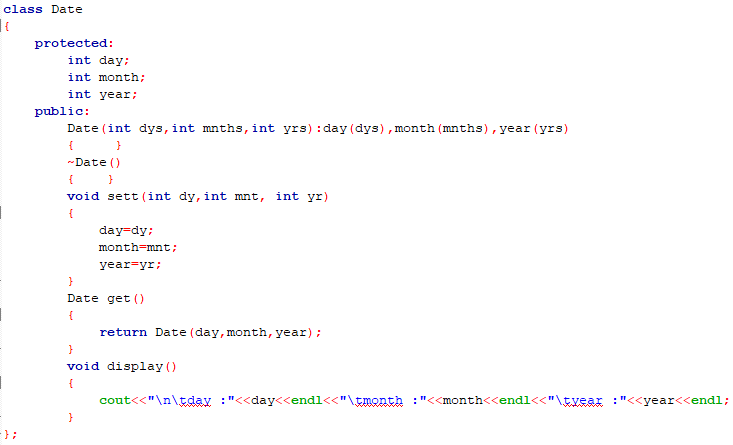 class Date
{
    protected:
        int day;
        int month;
        int year;
    public:
        Date(int dys,int mnths,int yrs):day(dys),month(mnths),year(yrs)
        {     }
        ~Date()
        {    }
        void sett(int dy,int mnt, int yr)
        {
            day=dy;
            month=mnt;
            year=yr;
        }
        Date get()
        {
            return Date(day,month,year);
        }
        void display()
        {
            cout<<"\n\tday :"<<day<<endl<<"\tmonth :"<<month<<endl<<"\tyear :"<<year<<endl;
        }
};